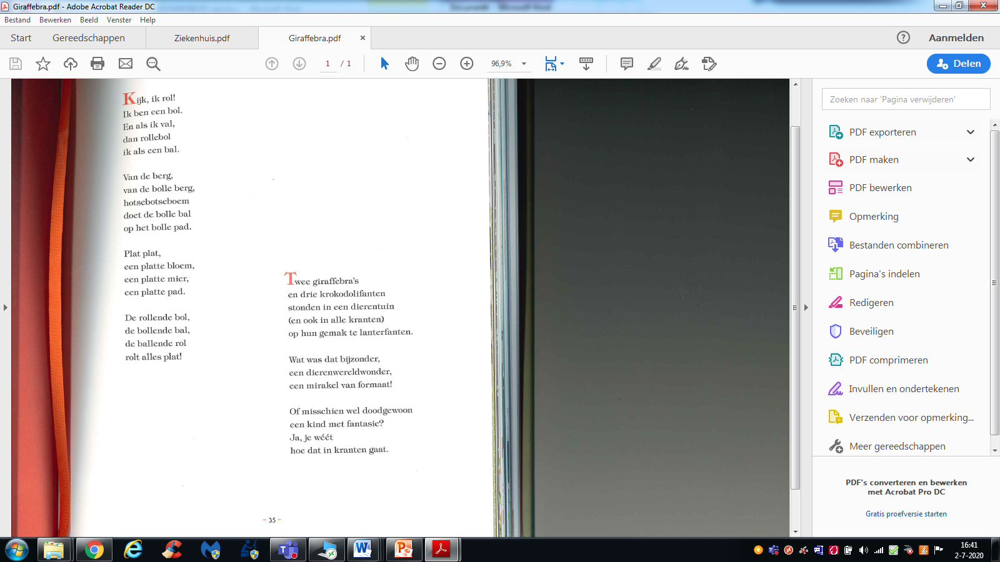 Giraffebra.pdf - Adobe Acrobat Reader DC
Documentk - Microsoft Word
Bestand Bewerken Beeld Venster Help
Start Gereedschappen Ziekenhuis.pdf Giraffebra.pdf × Aanmelden
1 / 1 96,9% Delen
Kijk, ik rol!
Ik ben een bol.
En als ik val,
dan rollebol
ik als een bal.
Van de berg,
van de bolle berg,
hotsebotseboem
doet de bolle bal
op het bolle pad.
Plat plat,
een platte bloem,
een platte mier,
een platte pad.
De rollende bol,
de bollende bal,
de ballende rol
rolt alles plat!
Twee giraffebra's
en drie krokodolifanten
stonden in een dierentuin
(en ook in alle kranten)
op hun gemak te lanterfanten.
Wat was dat bijzonder,
een dierenwereldwonder,
een mirakel van formaat!
Of misschien wel doodgewoon
een kind met fantasie?
Ja, je wéét
hoe dat in kranten gaat.
- 35 -
Zoeken naar 'Pagina verwijderen'
PDF exporteren
PDF maken
PDF bewerken
Opmerking
Bestanden combineren
Pagina's indelen
Redigeren
Beveiligen
PDF comprimeren
Invullen en ondertekenen
Verzenden voor opmerking...
Meer gereedschappen
PDF's converteren en bewerken
met Acrobat Pro DC
Gratis proefversie starten
16:41
2-7-2020